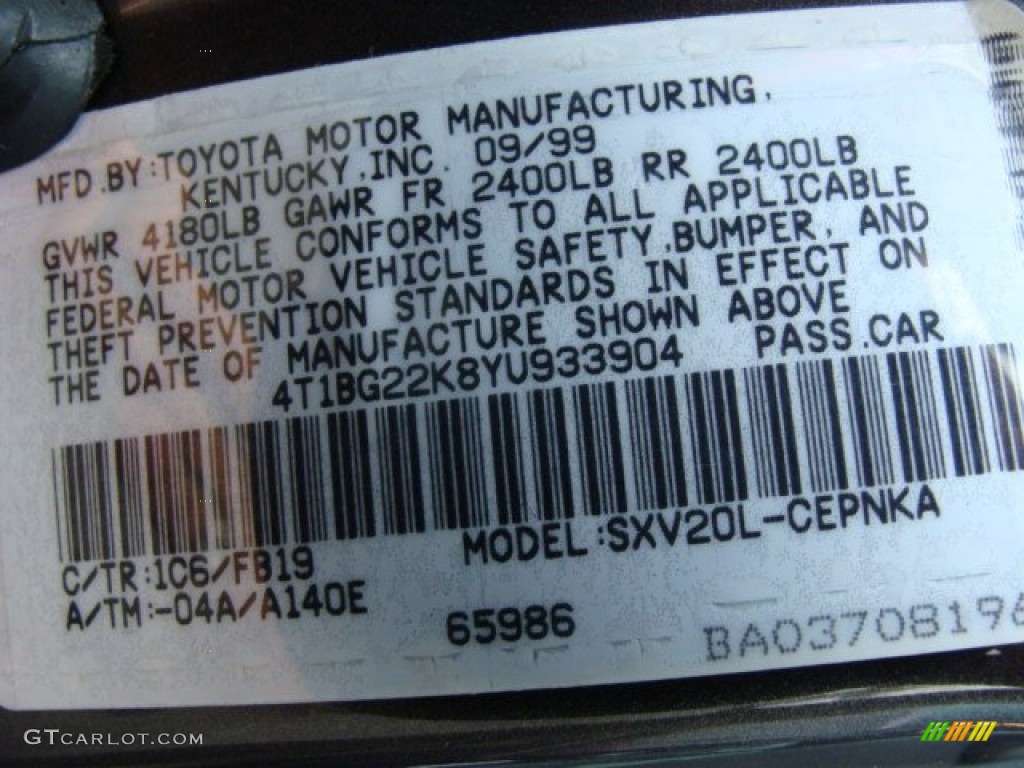 MFD.BY:TOYOTA MOTOR MANUFACTURING,
KENTUCKY,INC. 09/99
GVWR 4180LB GAWR FR 2400LB RR 2400LB
THIS VEHICLE CONFORMS TO ALL APPLICABLE
FEDERAL MOTOR VEHICLE SAFETY,BUMPER, AND
THEFT PREVENTION STANDARDS IN EFFECT ON
THE DATE OF MANUFACTURE SHOWN ABOVE
4T1BG22K8YU933904 PASS.CAR
MODEL:SXV20L-CEPNKA
C/TR:1C6/FB19
A/TM:-04A/A140E
65986
BA03708196
GTCARLOT.COM